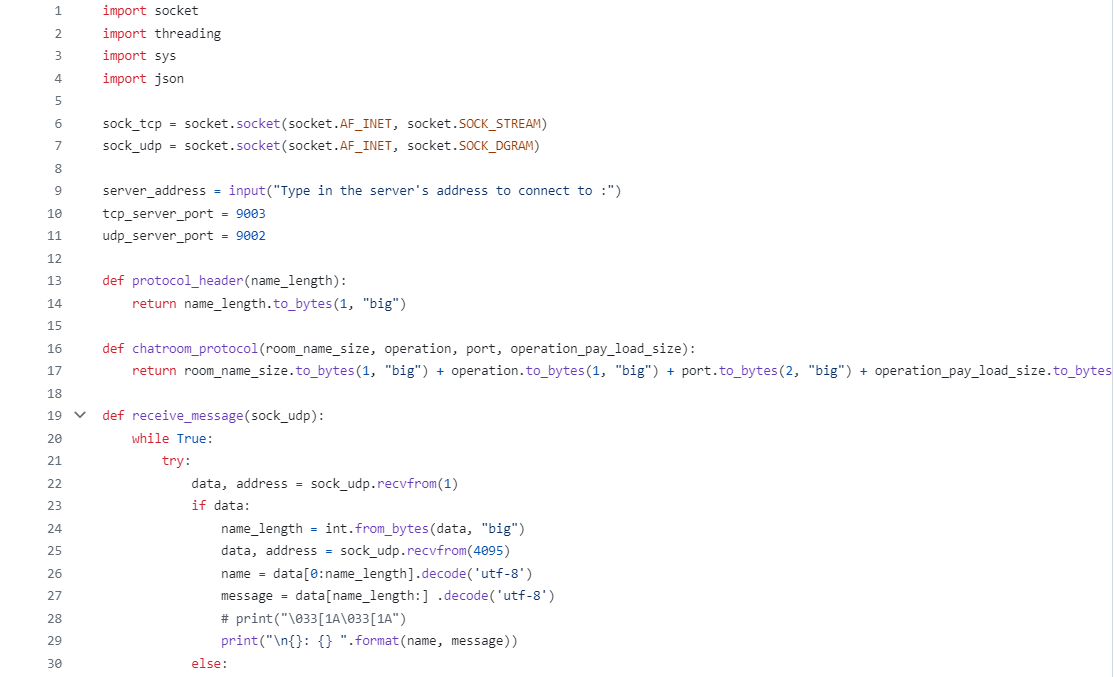 1 import socket
2 import threading
3 import sys
4 import json
5
6 sock_tcp = socket.socket(socket.AF_INET, socket.SOCK_STREAM)
7 sock_udp = socket.socket(socket.AF_INET, socket.SOCK_DGRAM)
8
9 server_address = input("Type in the server's address to connect to :")
10 tcp_server_port = 9003
11 udp_server_port = 9002
12
13 def protocol_header(name_length):
14     return name_length.to_bytes(1, "big")
15
16 def chatroom_protocol(room_name_size, operation, port, operation_pay_load_size):
17     return room_name_size.to_bytes(1, "big") + operation.to_bytes(1, "big") + port.to_bytes(2, "big") + operation_pay_load_size.to_bytes
18
19 def receive_message(sock_udp):
20     while True:
21         try:
22             data, address = sock_udp.recvfrom(1)
23             if data:
24                 name_length = int.from_bytes(data, "big")
25                 data, address = sock_udp.recvfrom(4095)
26                 name = data[0:name_length].decode('utf-8')
27                 message = data[name_length:] .decode('utf-8')
28                 # print("\033[1A\033[1A")
29                 print("\n{}: {} ".format(name, message))
30             else: